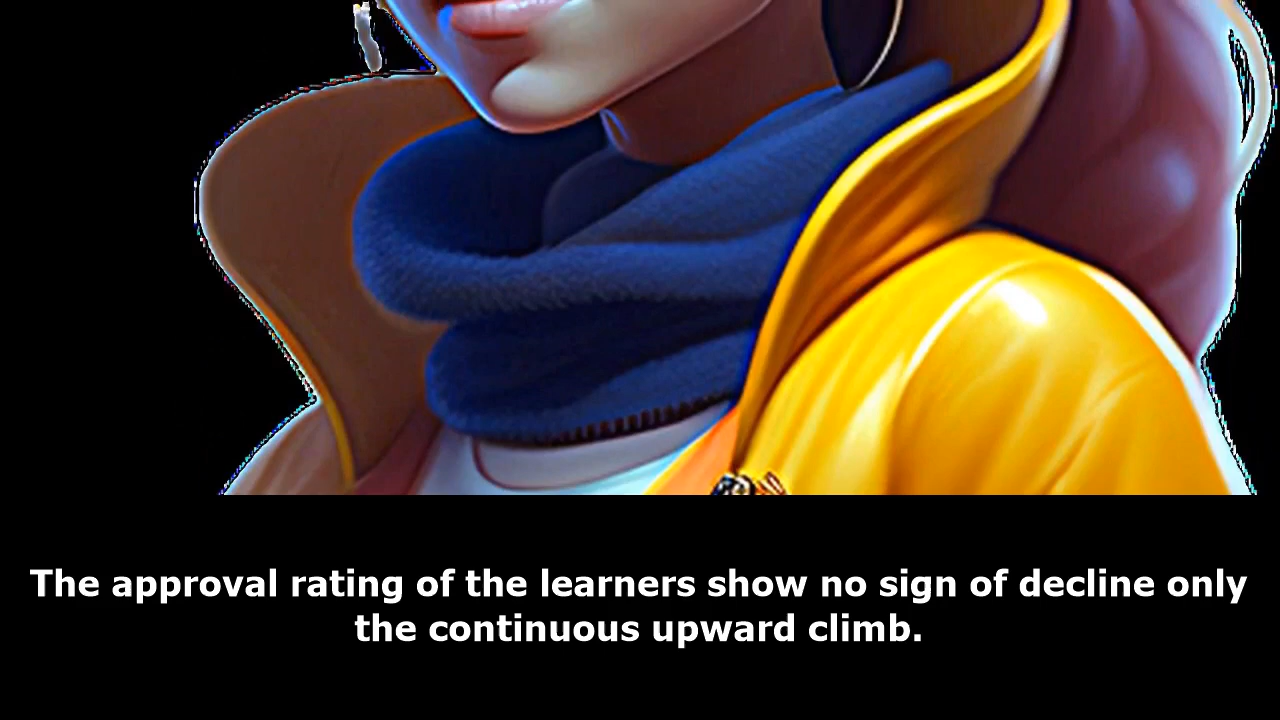 The approval rating of the learners show no sign of decline only
the continuous upward climb.